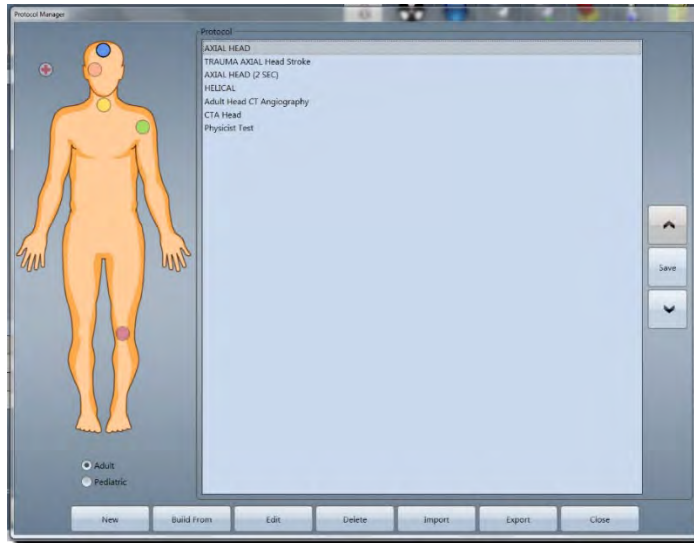 Protocol Manager
Protocol
AXIAL HEAD
TRAUMA AXIAL Head Stroke
AXIAL HEAD (2 SEC)
HELICAL
Adult Head CT Angiography
CTA Head
Physicist Test
Save
Adult
Pediatric
New
Build From
Edit
Delete
Import
Export
Close